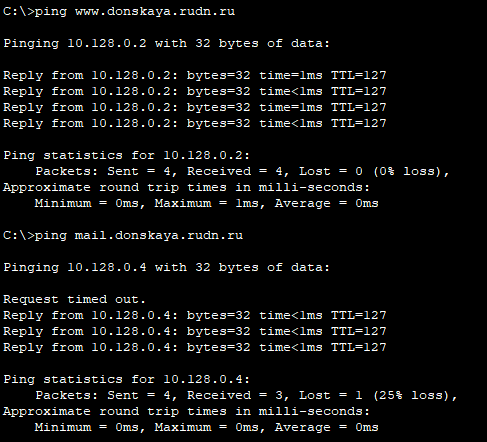 C:\>ping www.donskaya.rudn.ru
Pinging 10.128.0.2 with 32 bytes of data:
Reply from 10.128.0.2: bytes=32 time=1ms TTL=127
Reply from 10.128.0.2: bytes=32 time<1ms TTL=127
Reply from 10.128.0.2: bytes=32 time=1ms TTL=127
Reply from 10.128.0.2: bytes=32 time<1ms TTL=127
Ping statistics for 10.128.0.2:
    Packets: Sent = 4, Received = 4, Lost = 0 (0% loss),
Approximate round trip times in milli-seconds:
    Minimum = 0ms, Maximum = 1ms, Average = 0ms
C:\>ping mail.donskaya.rudn.ru
Pinging 10.128.0.4 with 32 bytes of data:
Request timed out.
Reply from 10.128.0.4: bytes=32 time<1ms TTL=127
Reply from 10.128.0.4: bytes=32 time<1ms TTL=127
Reply from 10.128.0.4: bytes=32 time<1ms TTL=127
Ping statistics for 10.128.0.4:
    Packets: Sent = 4, Received = 3, Lost = 1 (25% loss),
Approximate round trip times in milli-seconds:
    Minimum = 0ms, Maximum = 0ms, Average = 0ms